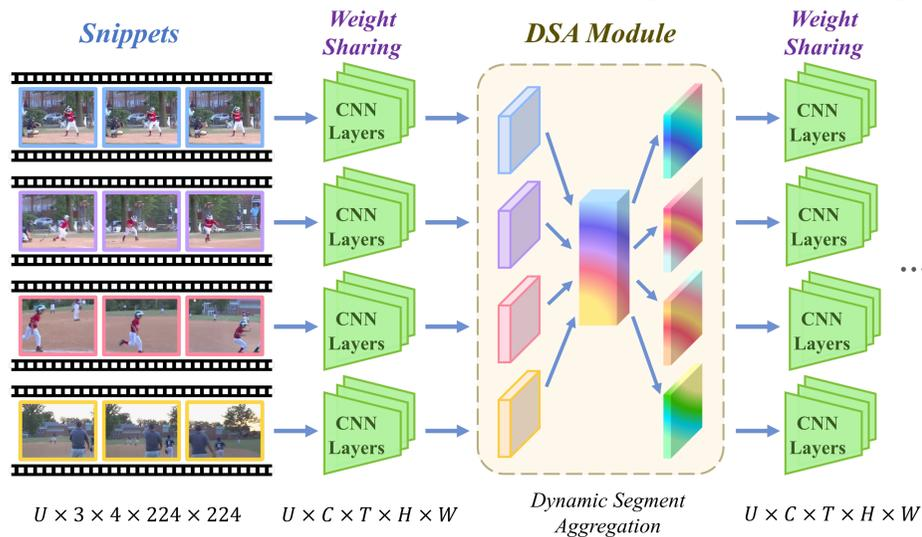 Snippets
Weight
Sharing
DSA Module
Weight
Sharing
CNN
Layers
CNN
Layers
CNN
Layers
CNN
Layers
CNN
Layers
CNN
Layers
...
CNN
Layers
CNN
Layers
U × 3 × 4 × 224 × 224
U × C × T × H × W
Dynamic Segment
Aggregation
U × C × T × H × W